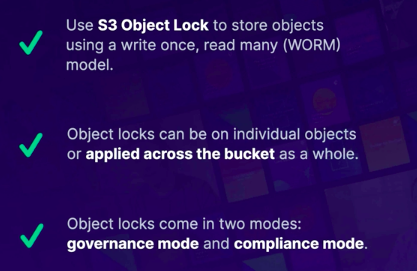 Use S3 Object Lock to store objects
using a write once, read many (WORM)
model.
Object locks can be on individual objects
or applied across the bucket as a whole.
Object locks come in two modes:
governance mode and compliance mode.